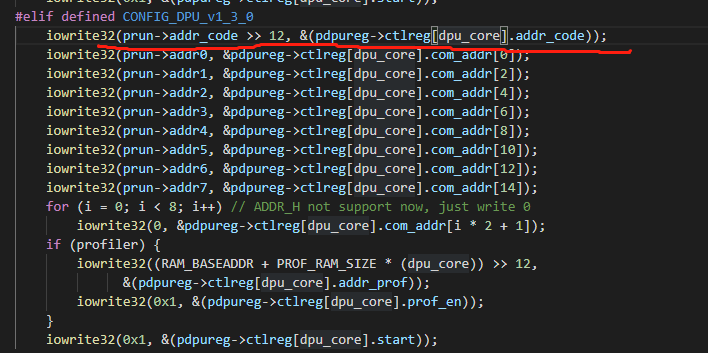 #elif defined CONFIG_DPU_v1_3_0
iowrite32(prun->addr_code >> 12, &(pdpureg->ctlreg[dpu_core].addr_code));
iowrite32(prun->addr0, &pdpureg->ctlreg[dpu_core].com_addr[0]);
iowrite32(prun->addr1, &pdpureg->ctlreg[dpu_core].com_addr[2]);
iowrite32(prun->addr2, &pdpureg->ctlreg[dpu_core].com_addr[4]);
iowrite32(prun->addr3, &pdpureg->ctlreg[dpu_core].com_addr[6]);
iowrite32(prun->addr4, &pdpureg->ctlreg[dpu_core].com_addr[8]);
iowrite32(prun->addr5, &pdpureg->ctlreg[dpu_core].com_addr[10]);
iowrite32(prun->addr6, &pdpureg->ctlreg[dpu_core].com_addr[12]);
iowrite32(prun->addr7, &pdpureg->ctlreg[dpu_core].com_addr[14]);
for (i = 0; i < 8; i++) // ADDR_H not support now, just write 0
iowrite32(0, &pdpureg->ctlreg[dpu_core].com_addr[i * 2 + 1]);
if (profiler) {
iowrite32((RAM_BASEADDR + PROF_RAM_SIZE * (dpu_core)) >> 12,
&(pdpureg->ctlreg[dpu_core].addr_prof));
iowrite32(0x1, &(pdpureg->ctlreg[dpu_core].prof_en));
}
iowrite32(0x1, &(pdpureg->ctlreg[dpu_core].start));